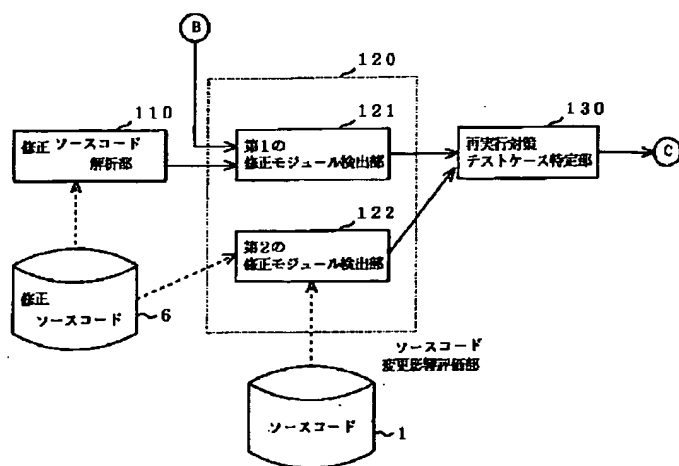 B
120
110
121
130
修正 ソースコード
解析部
第1の
修正モジュール検出部
再実行対策
テストケース特定部
C
122
第2の
修正モジュール検出部
修正
ソースコード
6
ソースコード
変更影響評価部
ソースコード
1